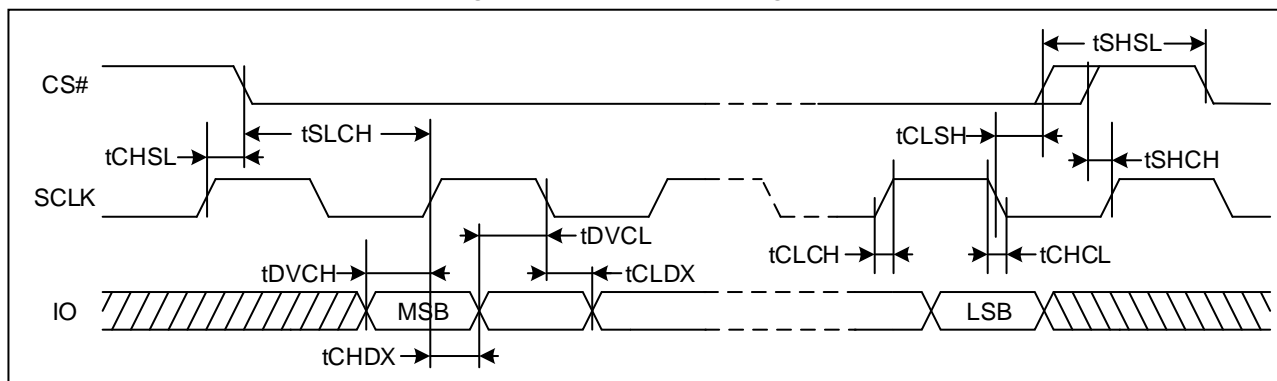 CS#
tSHSL
tSLCH
tCLSH
tCHSL
tSHCH
SCLK
tDVCL
tCLCH
tCHCL
tDVCH
tCLDX
IO
MSB
LSB
tCHDX